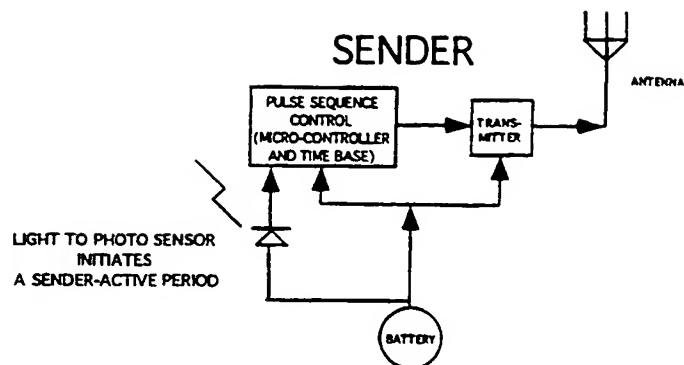 SENDER
ANTENNA
PULSE SEQUENCE
CONTROL
(MICRO-CONTROLLER
AND TIME BASE)
TRANS-
MITTER
LIGHT TO PHOTO SENSOR
INITIATES
A SENDER-ACTIVE PERIOD
BATTERY